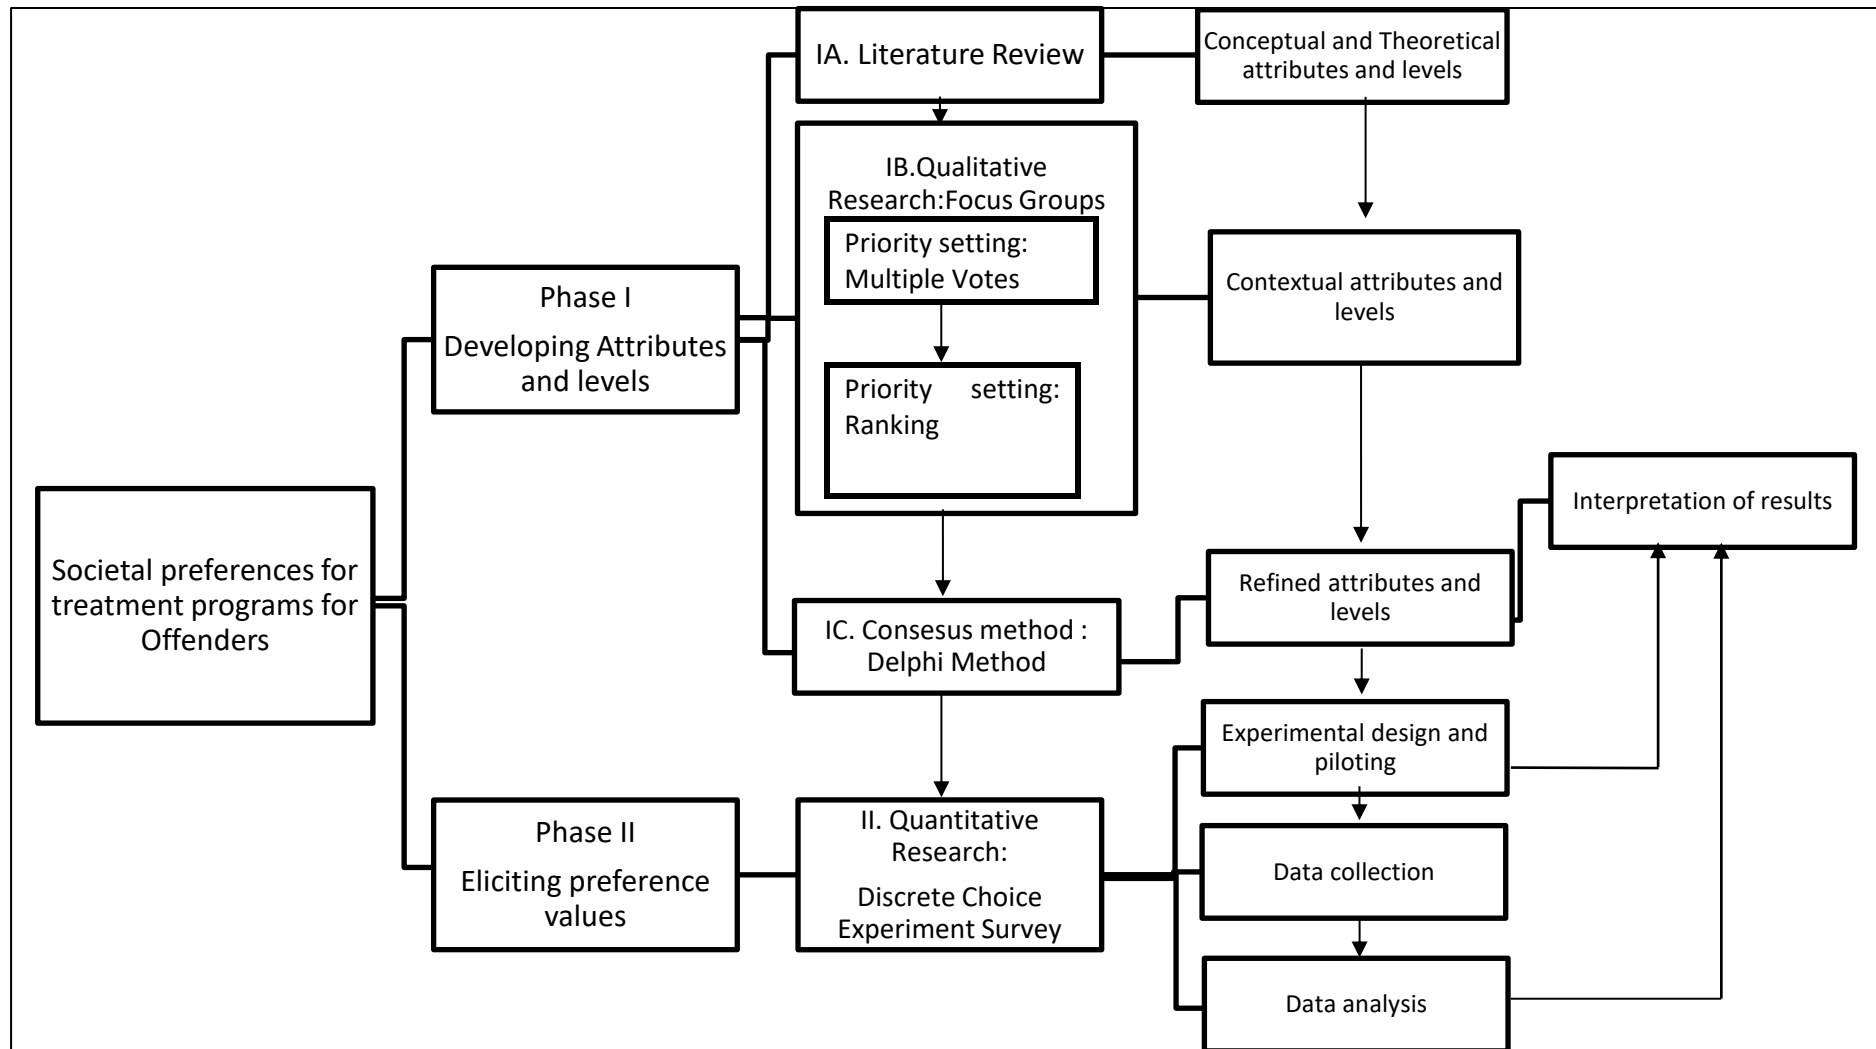 IA. Literature Review
Conceptual and Theoretical
attributes and levels
IB.Qualitative
Research:Focus Groups
Priority setting:
Multiple Votes
Priority setting:
Ranking
Contextual attributes and
levels
Phase I
Developing Attributes
and levels
Interpretation of results
Societal preferences for
treatment programs for
Offenders
Refined attributes and
levels
IC. Consesus method :
Delphi Method
Experimental design and
piloting
Phase II
Eliciting preference
values
II. Quantitative
Research:
Discrete Choice
Experiment Survey
Data collection
Data analysis